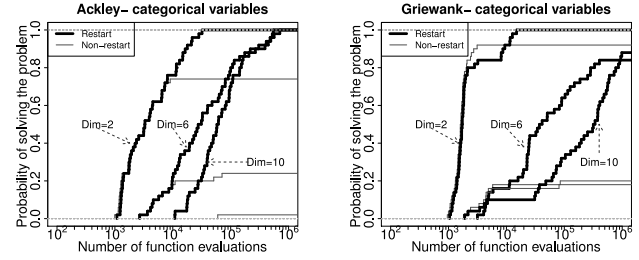 Ackley− categorical variables
Restart
Non−restart
Dim=2
Dim=6
Dim=10
Probability of solving the problem
0.0 0.2 0.4 0.6 0.8 1.0
10^2 10^3 10^4 10^5 10^6
Number of function evaluations
Griewank− categorical variables
Restart
Non−restart
Dim=2
Dim=6
Dim=10
Probability of solving the problem
0.0 0.2 0.4 0.6 0.8 1.0
10^2 10^3 10^4 10^5 10^6
Number of function evaluations